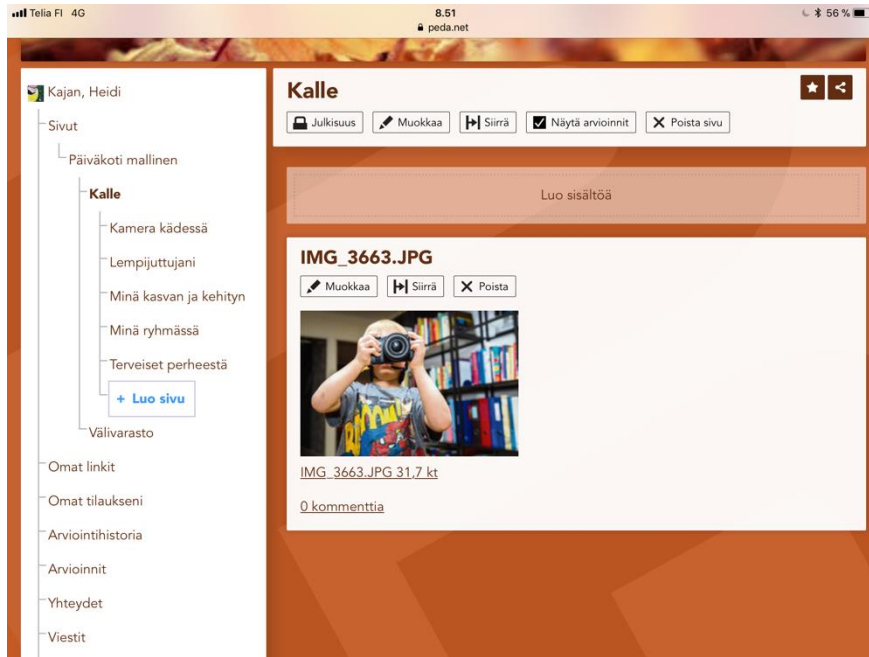 Telia FI 4G
8.51
56 %
peda.net
Kajan, Heidi
Sivut
Päiväkoti mallinen
Kalle
Kamera kädessä
Lempijuttujani
Minä kasvan ja kehityn
Minä ryhmässä
Terveiset perheestä
+ Luo sivu
Välivarasto
Omat linkit
Omat tilaukseni
Arviointihistoria
Arvioinnit
Yhteydet
Viestit
Kalle
Julkisuus Muokkaa Siirrä Näytä arvioinnit Poista sivu
Luo sisältöä
IMG_3663.JPG
Muokkaa Siirrä Poista
IMG_3663.JPG 31,7 kt
0 kommenttia